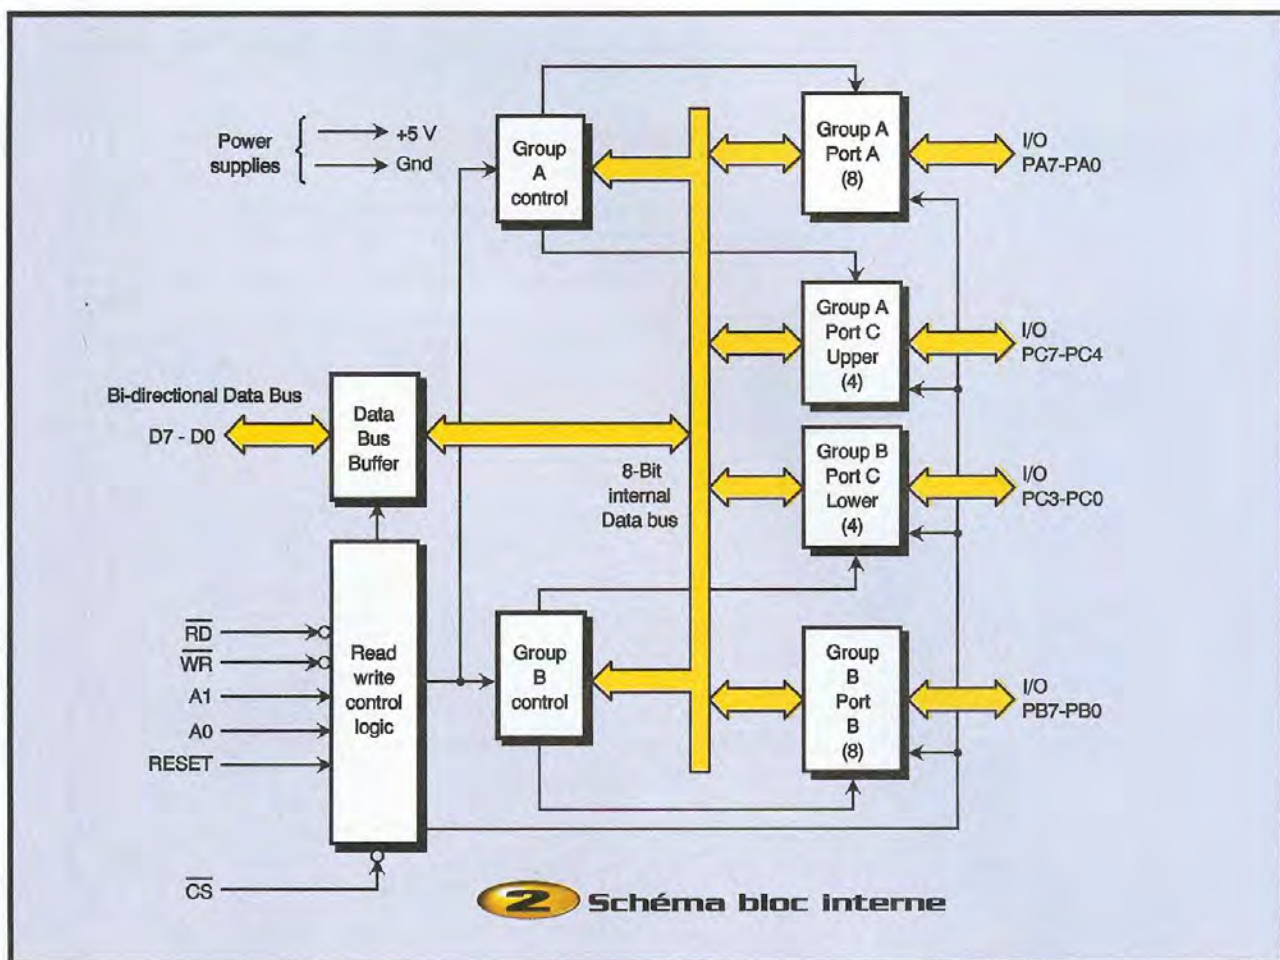 Power
supplies
+5 V
Gnd
Group
A
control
Group A
Port A
(8)
I/O
PA7-PA0
Group A
Port C
Upper
(4)
I/O
PC7-PC4
Bi-directional Data Bus
D7 - D0
Data
Bus
Buffer
8-Bit
internal
Data bus
Group B
Port C
Lower
(4)
I/O
PC3-PC0
RD
WR
A1
A0
RESET
CS
Read
write
control
logic
Group
B
control
Group
B
Port
B
(8)
I/O
PB7-PB0
2 Schéma bloc interne